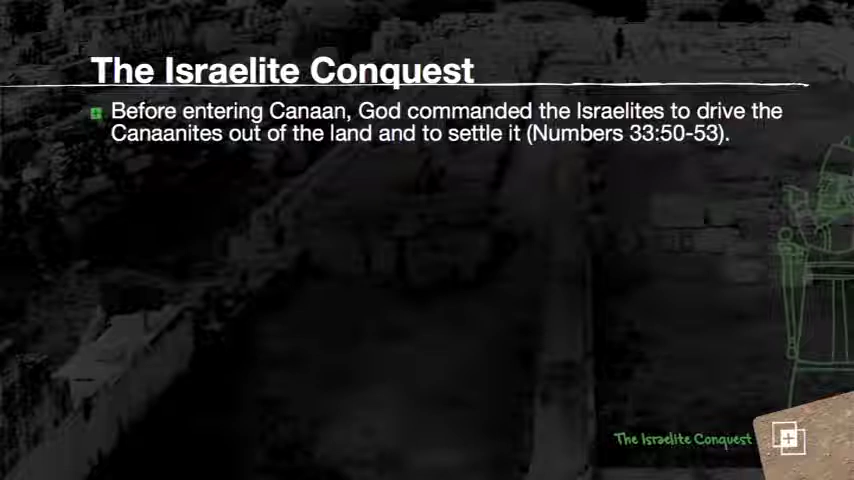 The Israelite Conquest
Before entering Canaan, God commanded the Israelites to drive the
Canaanites out of the land and to settle it (Numbers 33:50-53).
The Israelite Conquest